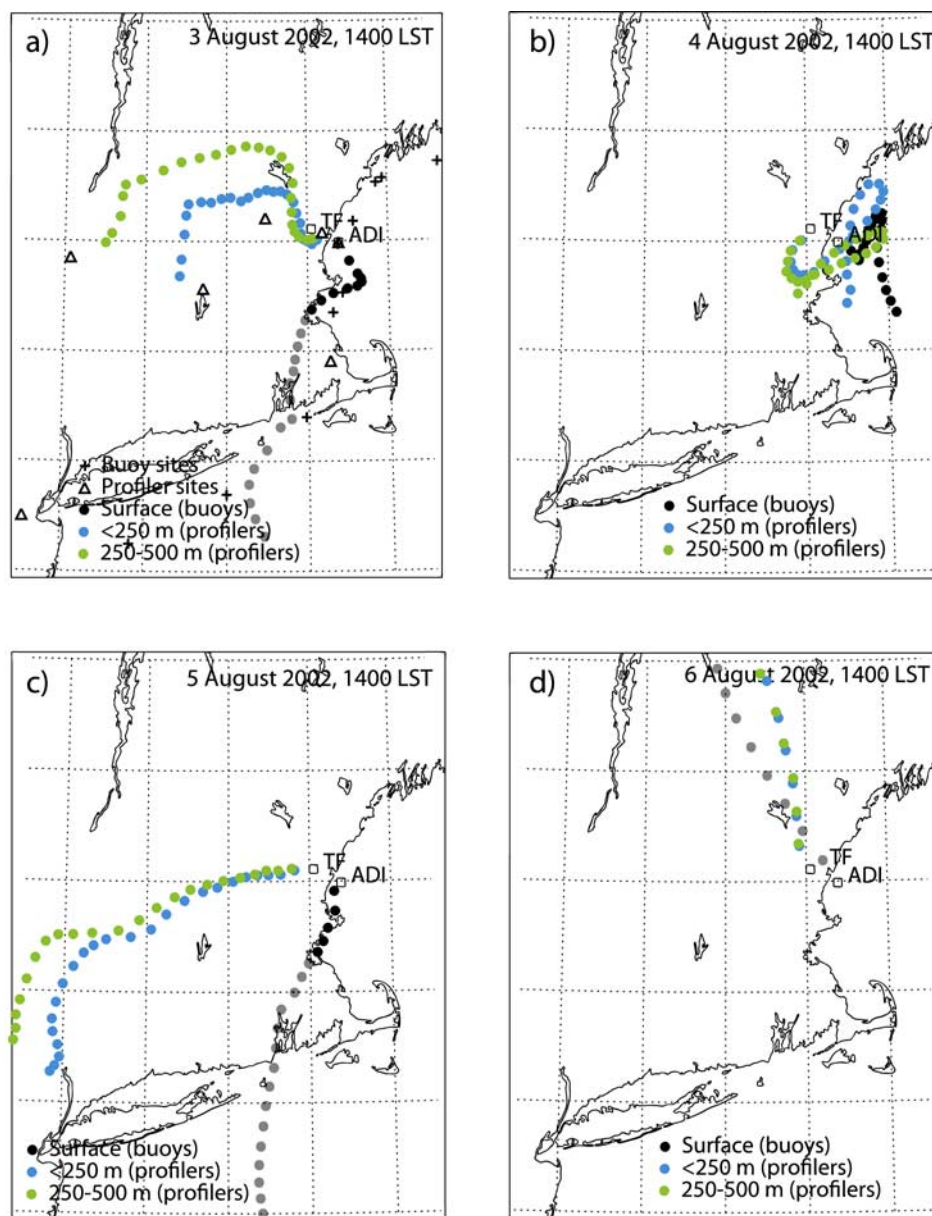 a)
3 August 2002, 1400 LST
TF
ADI
Buoy sites
Profiler sites
Surface (buoys)
<250 m (profilers)
250-500 m (profilers)
b)
4 August 2002, 1400 LST
TF
ADI
Surface (buoys)
<250 m (profilers)
250-500 m (profilers)
c)
5 August 2002, 1400 LST
TF
ADI
Surface (buoys)
<250 m (profilers)
250-500 m (profilers)
d)
6 August 2002, 1400 LST
TF
ADI
Surface (buoys)
<250 m (profilers)
250-500 m (profilers)